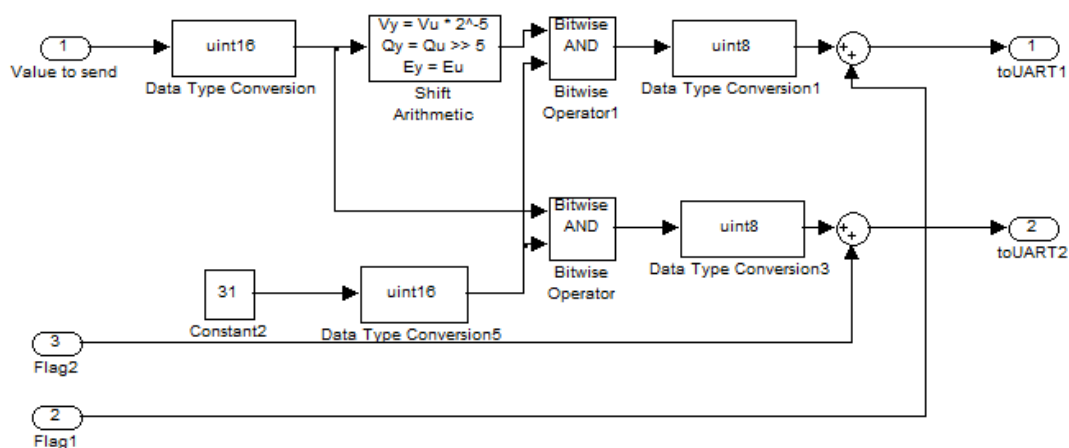 1
Value to send
uint16
Data Type Conversion
Vy = Vu * 2^-5
Qy = Qu >> 5
Ey = Eu
Shift
Arithmetic
Bitwise
AND
Bitwise
Operator1
uint8
Data Type Conversion1
+
+
1
toUART1
Bitwise
AND
Bitwise
Operator
uint8
Data Type Conversion3
+
+
2
toUART2
31
Constant2
uint16
Data Type Conversion5
3
Flag2
2
Flag1